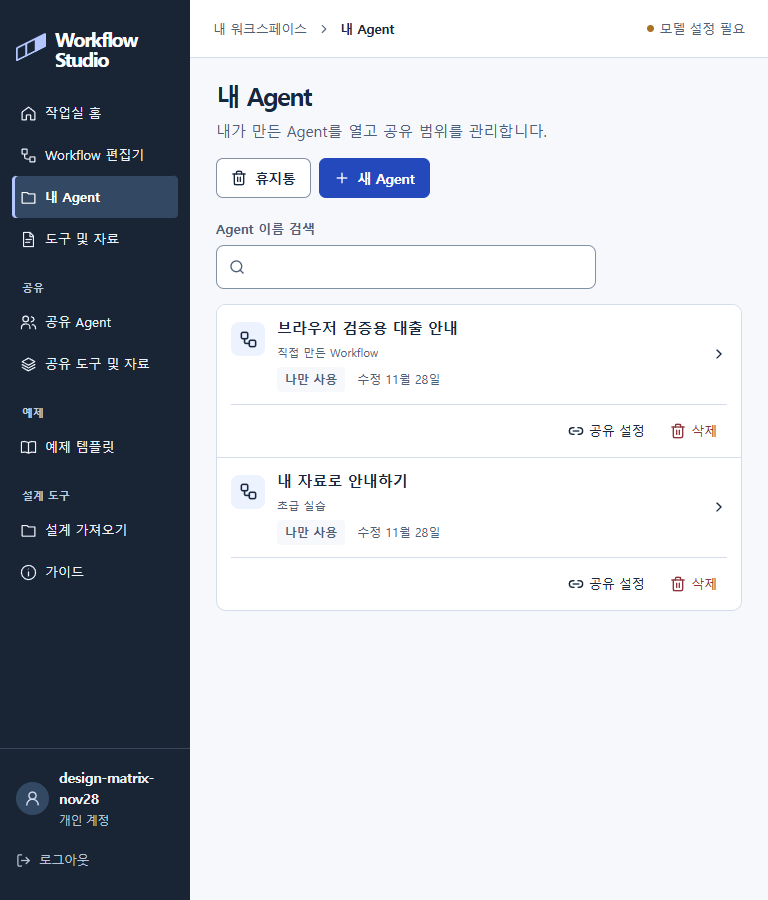 Workflow
Studio
작업실 홈
Workflow 편집기
내 Agent
도구 및 자료
공유
공유 Agent
공유 도구 및 자료
예제
예제 템플릿
설계 도구
설계 가져오기
가이드
design-matrix-
nov28
개인 계정
로그아웃
내 워크스페이스 > 내 Agent
모델 설정 필요
내 Agent
내가 만든 Agent를 열고 공유 범위를 관리합니다.
휴지통
+ 새 Agent
Agent 이름 검색
브라우저 검증용 대출 안내
직접 만든 Workflow
나만 사용 수정 11월 28일
공유 설정 삭제
내 자료로 안내하기
초급 실습
나만 사용 수정 11월 28일
공유 설정 삭제